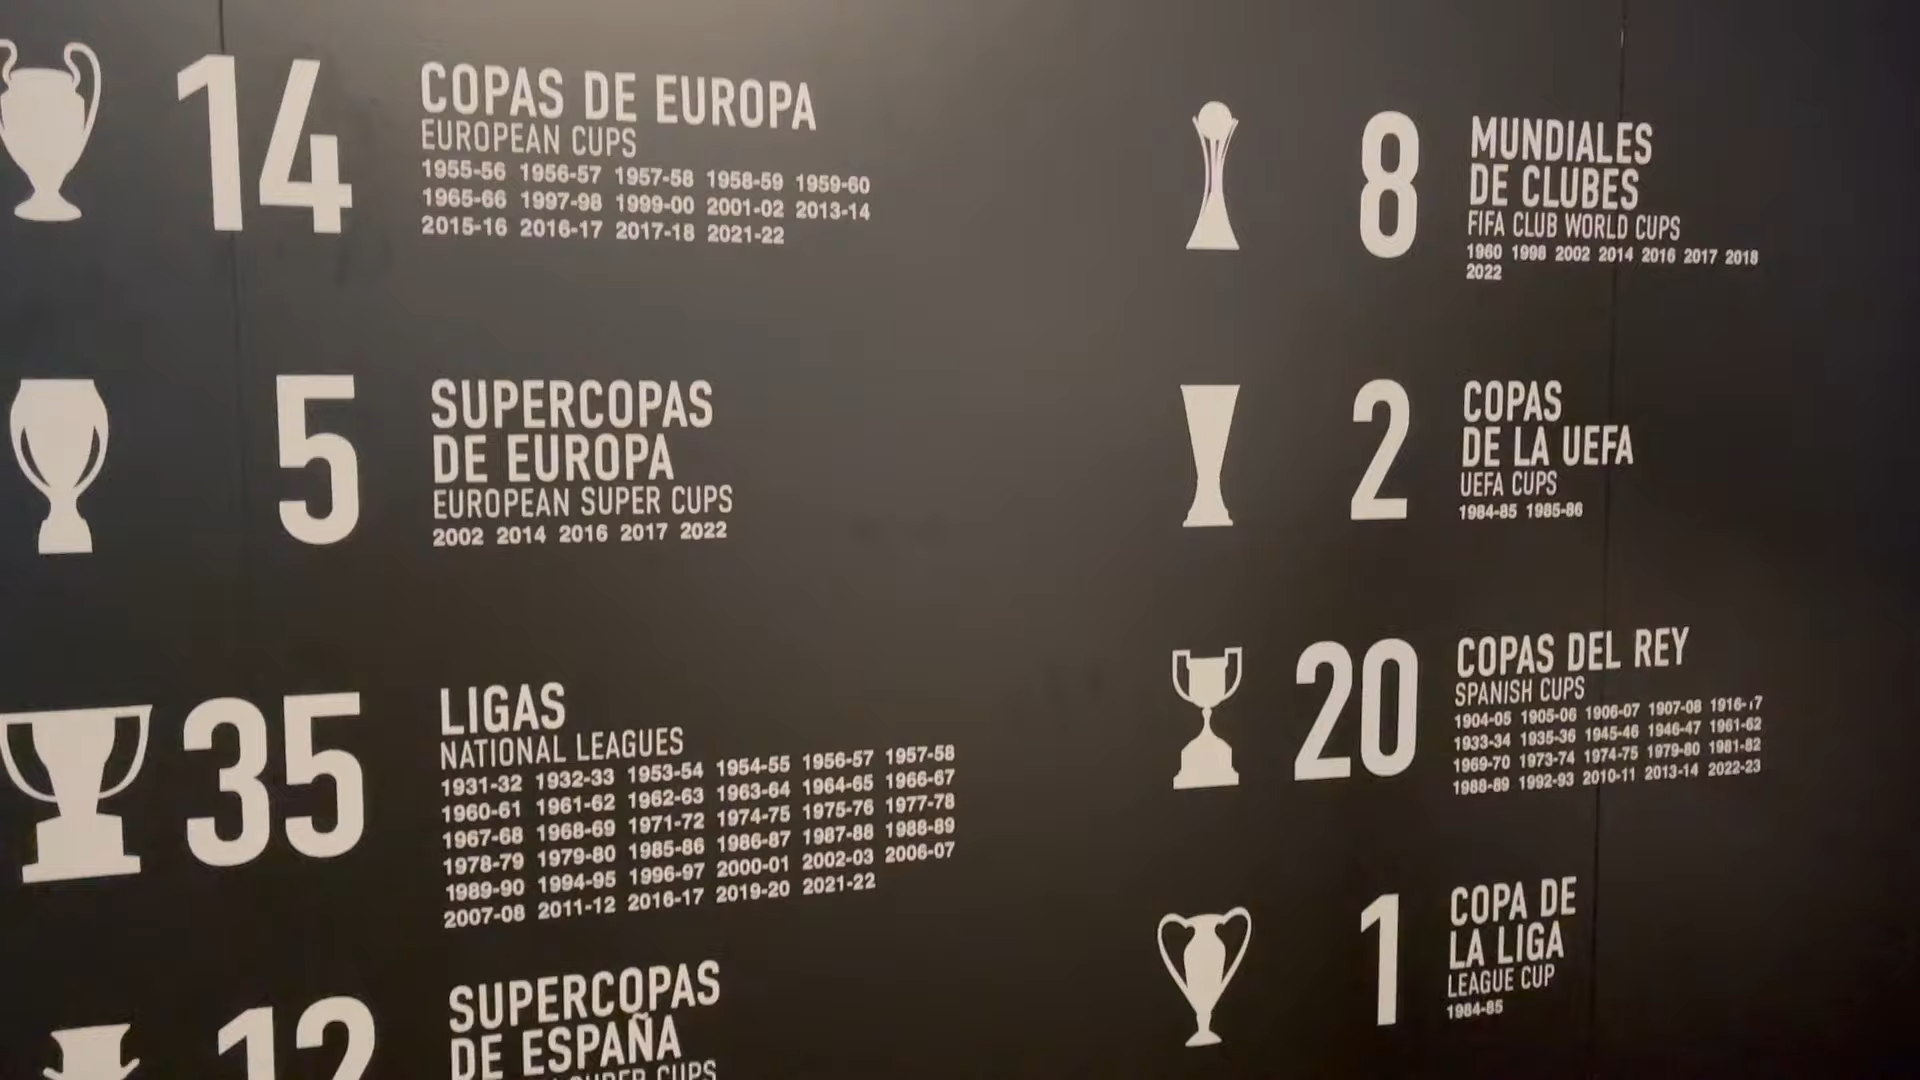 14
COPAS DE EUROPA
EUROPEAN CUPS
1955-56 1956-57 1957-58 1958-59 1959-60
1965-66 1997-98 1999-00 2001-02 2013-14
2015-16 2016-17 2017-18 2021-22
5
SUPERCOPAS
DE EUROPA
EUROPEAN SUPER CUPS
2002 2014 2016 2017 2022
35
LIGAS
NATIONAL LEAGUES
1931-32 1932-33 1953-54 1954-55 1956-57 1957-58
1960-61 1961-62 1962-63 1963-64 1964-65 1966-67
1967-68 1968-69 1971-72 1974-75 1975-76 1977-78
1978-79 1979-80 1985-86 1986-87 1987-88 1988-89
1989-90 1994-95 1996-97 2000-01 2002-03 2006-07
2007-08 2011-12 2016-17 2019-20 2021-22
12
SUPERCOPAS
DE ESPAÑA
SUPER CUPS
8
MUNDIALES
DE CLUBES
FIFA CLUB WORLD CUPS
1960 1998 2002 2014 2016 2017 2018
2022
2
COPAS
DE LA UEFA
UEFA CUPS
1984-85 1985-86
20
COPAS DEL REY
SPANISH CUPS
1904-05 1905-06 1906-07 1907-08 1916-17
1933-34 1935-36 1945-46 1946-47 1961-62
1969-70 1973-74 1974-75 1979-80 1981-82
1988-89 1992-93 2010-11 2013-14 2022-23
1
COPA DE
LA LIGA
LEAGUE CUP
1984-85